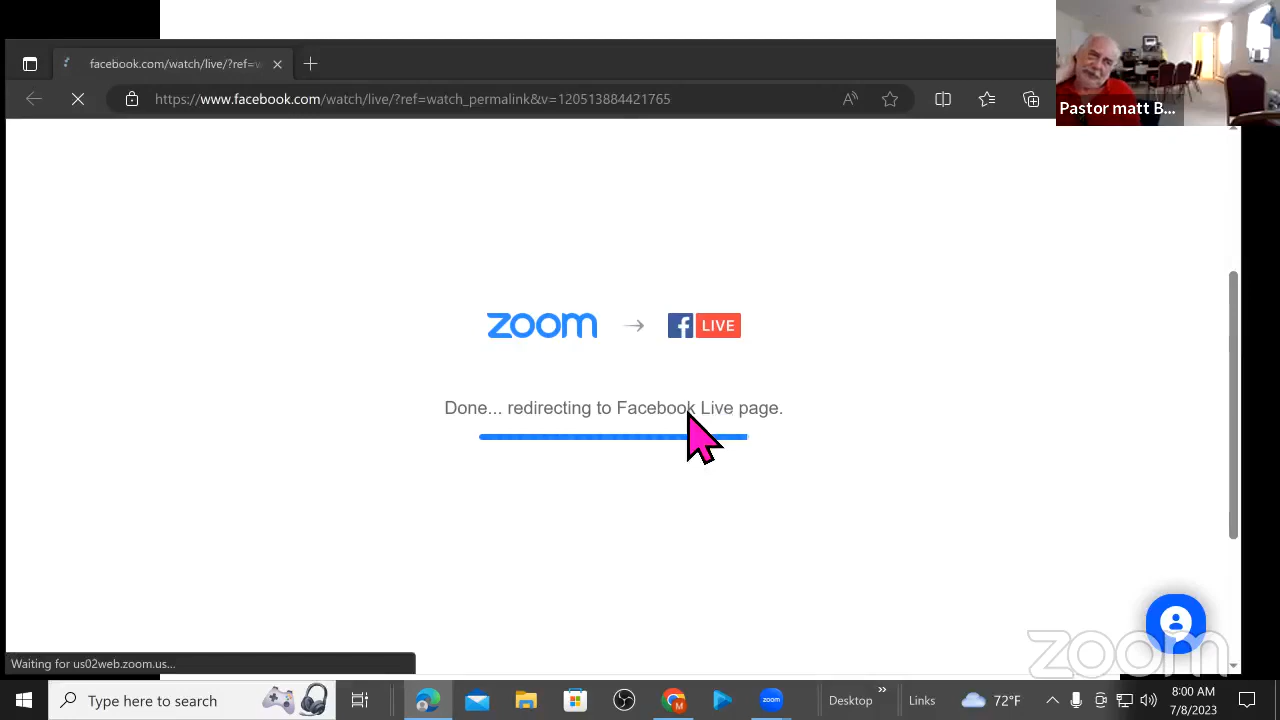 facebook.com/watch/live/?ref=w
https://www.facebook.com/watch/live/?ref=watch_permalink&v=120513884421765
Pastor matt B...
zoom → f LIVE
Done... redirecting to Facebook Live page.
zoom
Waiting for us02web.zoom.us...
Type here to search
zoom
Desktop
»
Links
72°F
8:00 AM
7/8/2023